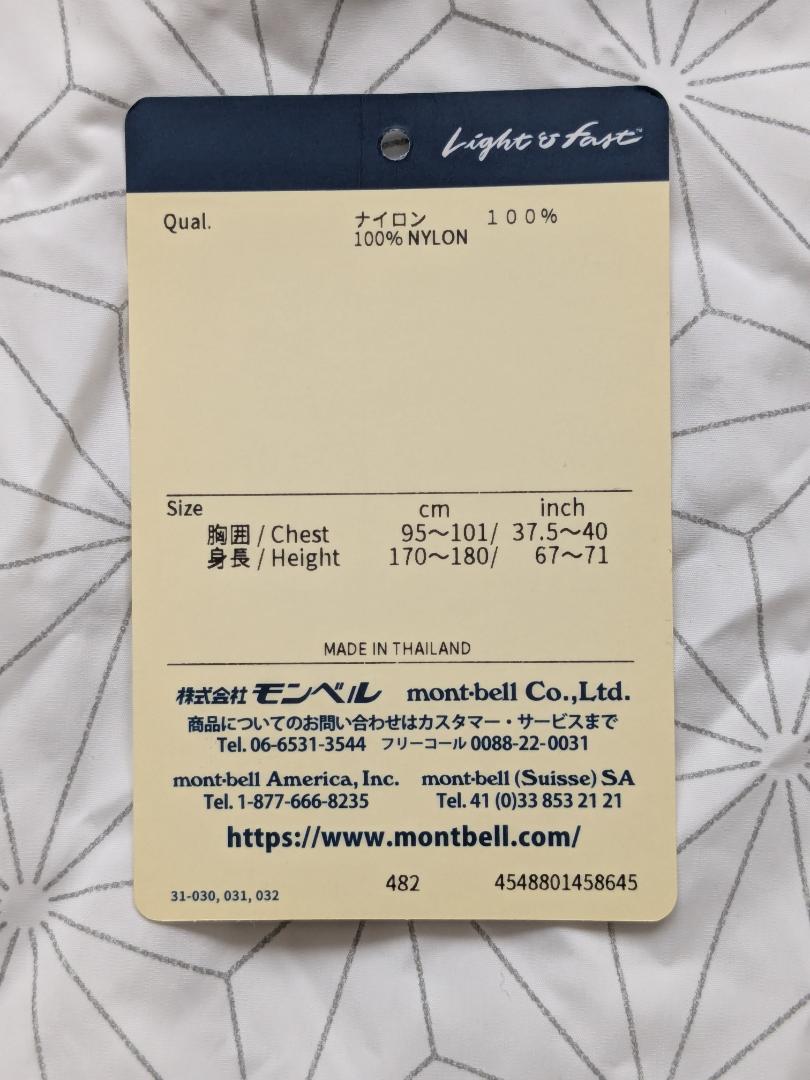 Light & Fast™
Qual. ナイロン １００％
100% NYLON
Size cm inch
胸囲 / Chest 95～101/ 37.5～40
身長 / Height 170～180/ 67～71
MADE IN THAILAND
株式会社モンベル mont-bell Co.,Ltd.
商品についてのお問い合わせはカスタマー・サービスまで
Tel. 06-6531-3544 フリーコール 0088-22-0031
mont-bell America, Inc. mont-bell (Suisse) SA
Tel. 1-877-666-8235 Tel. 41 (0)33 853 21 21
https://www.montbell.com/
31-030, 031, 032 482 4548801458645